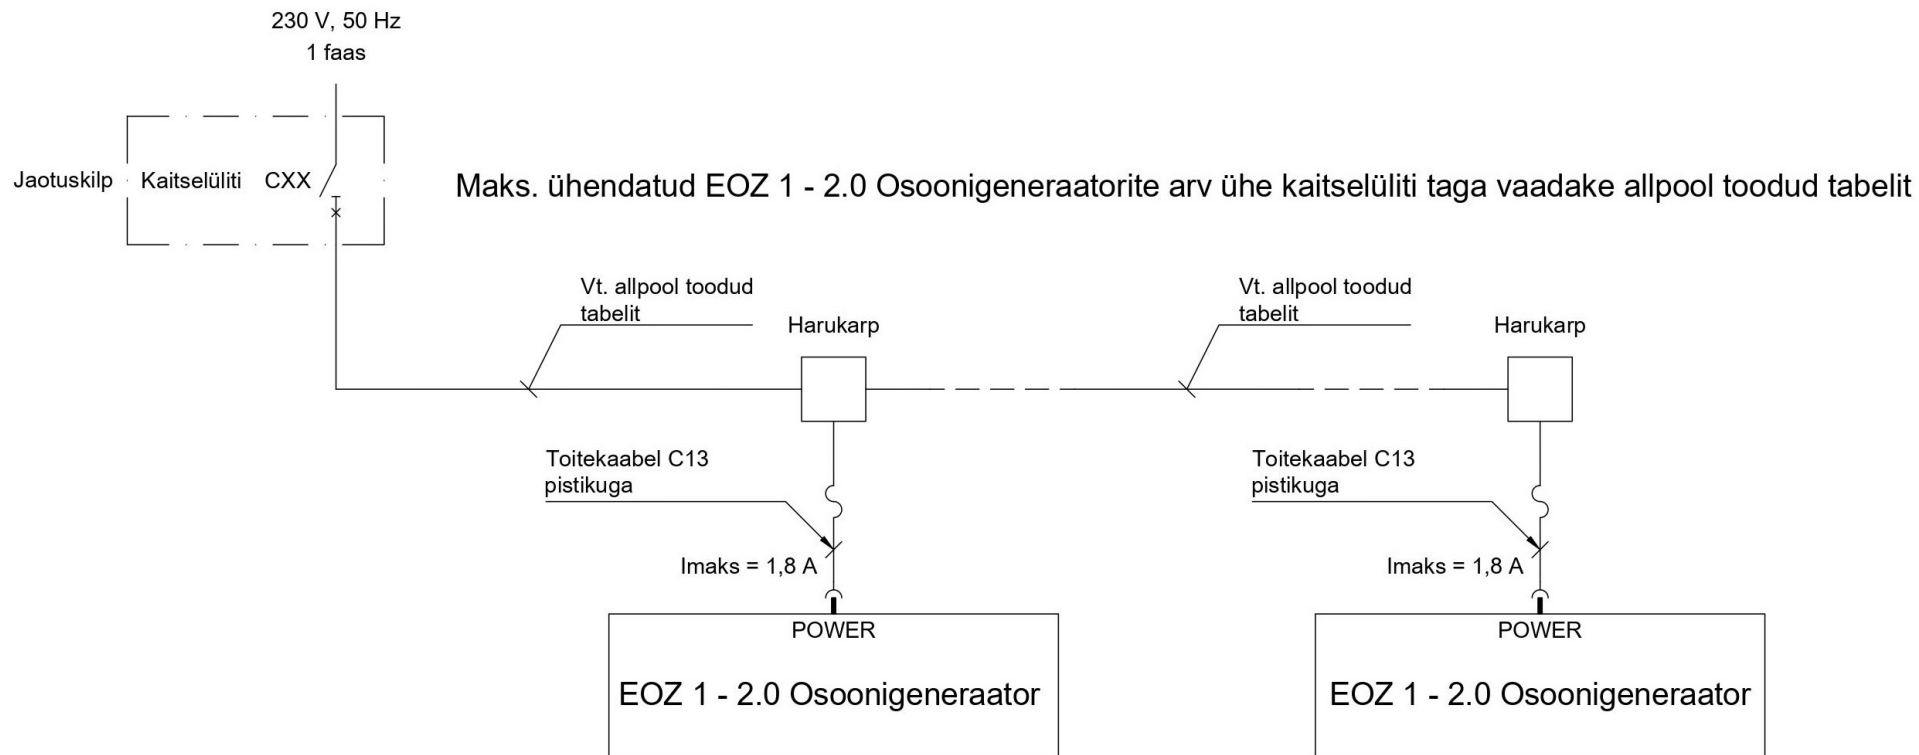 230 V, 50 Hz
1 faas
Jaotuskilp
Kaitselüliti
CXX
Maks. ühendatud EOZ 1 - 2.0 Osoonigeneraatorite arv ühe kaitselüliti taga vaadake allpool toodud tabelit
Vt. allpool toodud
tabelit
Harukarp
Vt. allpool toodud
tabelit
Harukarp
Toitekaabel C13
pistikuga
Imaks = 1,8 A
Toitekaabel C13
pistikuga
Imaks = 1,8 A
POWER
EOZ 1 - 2.0 Osoonigeneraator
POWER
EOZ 1 - 2.0 Osoonigeneraator